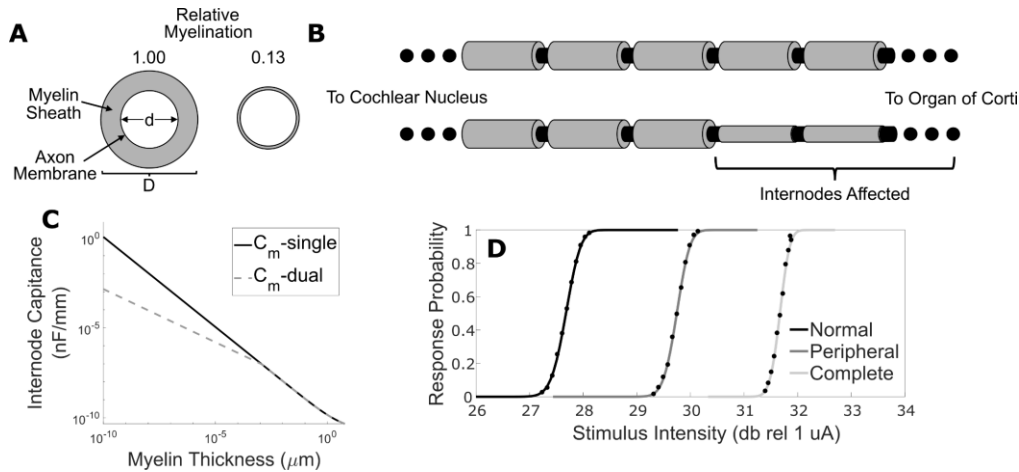 A
Relative
Myelination
1.00
0.13
Myelin
Sheath
d
Axon
Membrane
D
B
To Cochlear Nucleus
To Organ of Corti
Internodes Affected
C
Internode Capitance
(nF/mm)
10^0
10^-5
10^-10
C_m-single
C_m-dual
10^-10
10^-5
10^0
Myelin Thickness (μm)
D
Response Probability
1
0.8
0.6
0.4
0.2
0
Normal
Peripheral
Complete
26 27 28 29 30 31 32 33 34
Stimulus Intensity (db rel 1 uA)